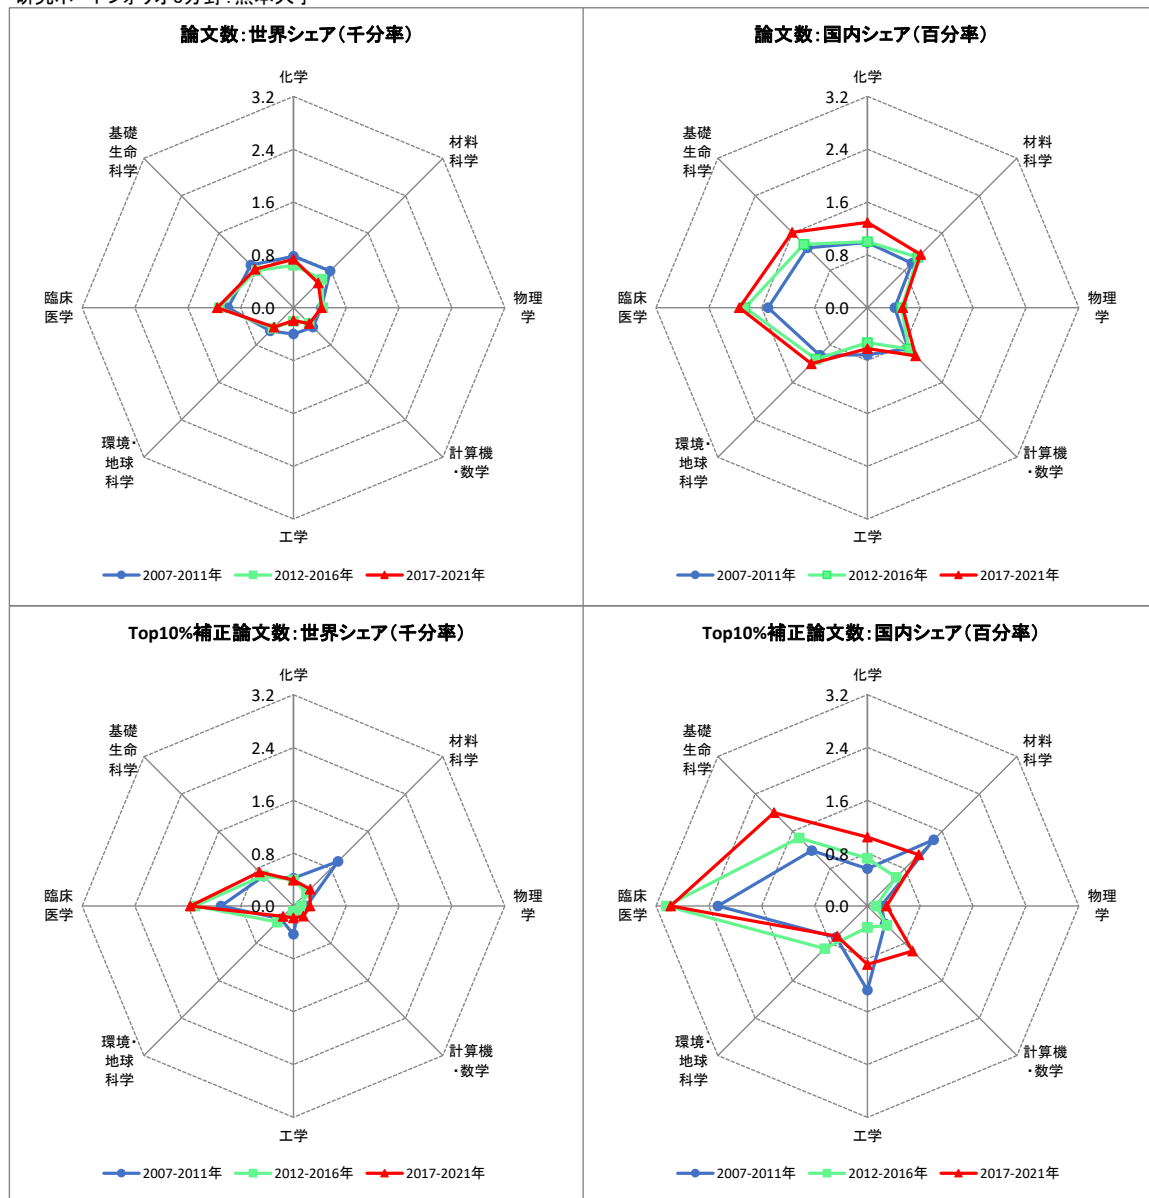 論文数：世界シェア（千分率）
化学
3.2
2.4
1.6
0.8
0.0
材料
科学
物理
学
計算機
・数学
工学
環境・
地球
科学
臨床
医学
基礎
生命
科学
2007-2011年
2012-2016年
2017-2021年
論文数：国内シェア（百分率）
化学
3.2
2.4
1.6
0.8
0.0
材料
科学
物理
学
計算機
・数学
工学
環境・
地球
科学
臨床
医学
基礎
生命
科学
2007-2011年
2012-2016年
2017-2021年
Top10%補正論文数：世界シェア（千分率）
化学
3.2
2.4
1.6
0.8
0.0
材料
科学
物理
学
計算機
・数学
工学
環境・
地球
科学
臨床
医学
基礎
生命
科学
2007-2011年
2012-2016年
2017-2021年
Top10%補正論文数：国内シェア（百分率）
化学
3.2
2.4
1.6
0.8
0.0
材料
科学
物理
学
計算機
・数学
工学
環境・
地球
科学
臨床
医学
基礎
生命
科学
2007-2011年
2012-2016年
2017-2021年